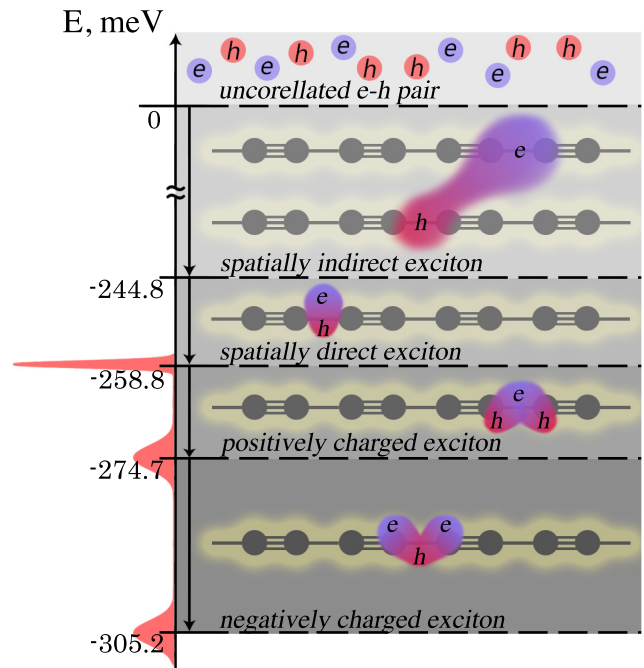 E, meV
e h e h e h h e e h h e
uncorellated e-h pair
0
e
h
spatially indirect exciton
-244.8
e
h
spatially direct exciton
-258.8
e
h h
positively charged exciton
-274.7
e e
h
negatively charged exciton
-305.2